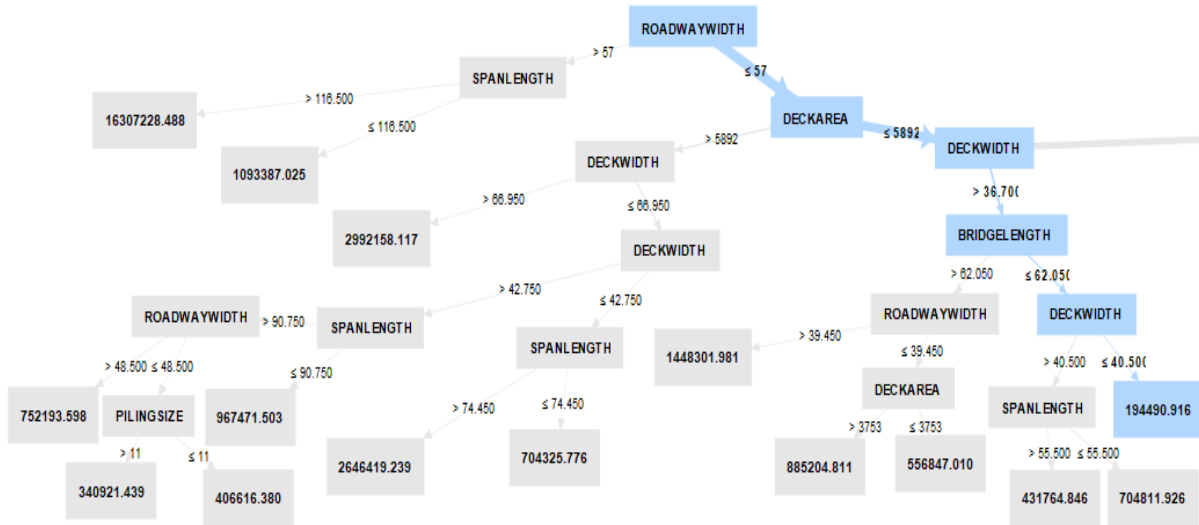 ROADWAYWIDTH
> 57
≤ 57
SPANLENGTH
> 116.500
≤ 116.500
16307228.488
1093387.025
DECKAREA
> 5892
≤ 5892
DECKWIDTH
DECKWIDTH
> 66.950
≤ 66.950
> 36.700
2992158.117
DECKWIDTH
BRIDGELENGTH
> 42.750
≤ 42.750
> 62.050
≤ 62.050
ROADWAYWIDTH
> 90.750
SPANLENGTH
ROADWAYWIDTH
DECKWIDTH
> 48.500
≤ 48.500
≤ 90.750
SPANLENGTH
1448301.981
> 39.450
≤ 39.450
> 40.500
≤ 40.500
752193.598
PILINGSIZE
967471.503
> 74.450
≤ 74.450
DECKAREA
SPANLENGTH
194490.916
> 11
≤ 11
2646419.239
704325.776
> 3753
≤ 3753
> 55.500
≤ 55.500
340921.439
406616.380
885204.811
556847.010
431764.846
704811.926